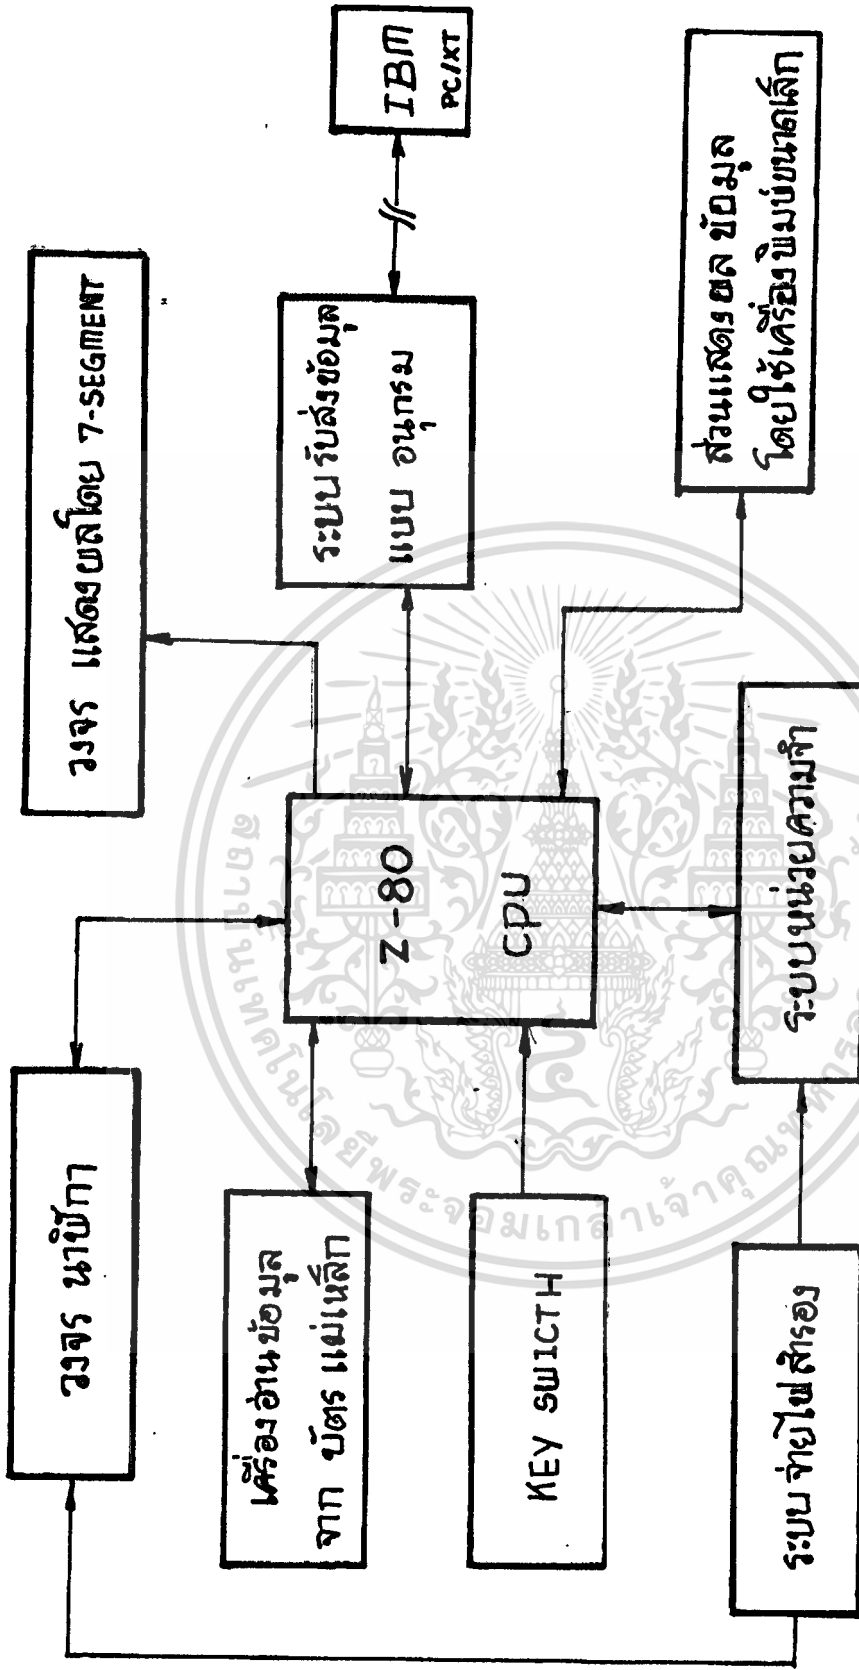 วงจร นาฬิกา
วงจร แสดงผลโดย 7-SEGMENT
เครื่องอ่านข้อมูล
จาก บัตร แม่เหล็ก
Z-80
CPU
ระบบ รับส่งข้อมูล
แบบ อนุกรม
IBM
PC/XT
KEY SWICTH
ระบบ จ่ายไฟ สำรอง
ระบบหน่วยความจำ
ส่วนแสดง ผล ข้อมูล
โดยใช้เครื่องพิมพ์ขนาดเล็ก